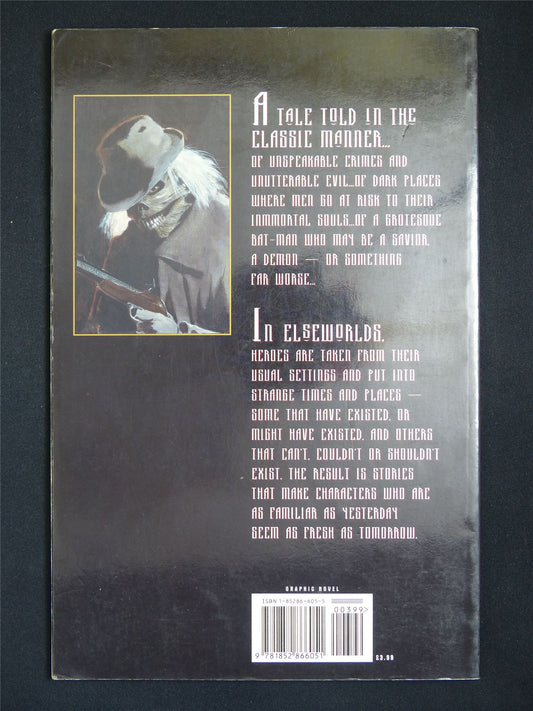 A TALE TOLD IN THE
CLASSIC MANNER...
OF UNSPEAKABLE CRIMES AND
UNUTTERABLE EVIL...OF DARK PLACES
WHERE MEN GO AT RISK TO THEIR
IMMORTAL SOULS...OF A GROTESQUE
BAT-MAN WHO MAY BE A SAVIOR,
A DEMON — OR SOMETHING
FAR WORSE...
IN ELSEWORLDS,
HEROES ARE TAKEN FROM THEIR
USUAL SETTINGS AND PUT INTO
STRANGE TIMES AND PLACES —
SOME THAT HAVE EXISTED, OR
MIGHT HAVE EXISTED, AND OTHERS
THAT CAN'T, COULDN'T OR SHOULDN'T
EXIST. THE RESULT IS STORIES
THAT MAKE CHARACTERS WHO ARE
AS FAMILIAR AS YESTERDAY
SEEM AS FRESH AS TOMORROW.
GRAPHIC NOVEL
ISBN 1-85286-605-5
00399>
9 781852 866051
£3.99